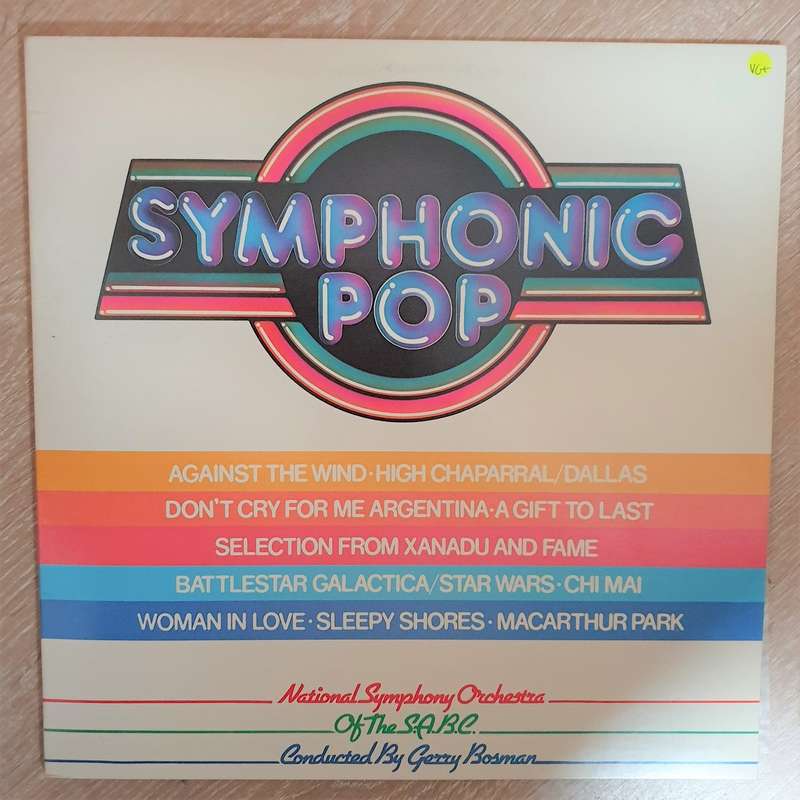 VG+
SYMPHONIC
POP
AGAINST THE WIND·HIGH CHAPARRAL/DALLAS
DON'T CRY FOR ME ARGENTINA·A GIFT TO LAST
SELECTION FROM XANADU AND FAME
BATTLESTAR GALACTICA/STAR WARS·CHI MAI
WOMAN IN LOVE·SLEEPY SHORES·MACARTHUR PARK
National Symphony Orchestra
Of The S.A.B.C.
Conducted By Gerry Bosman